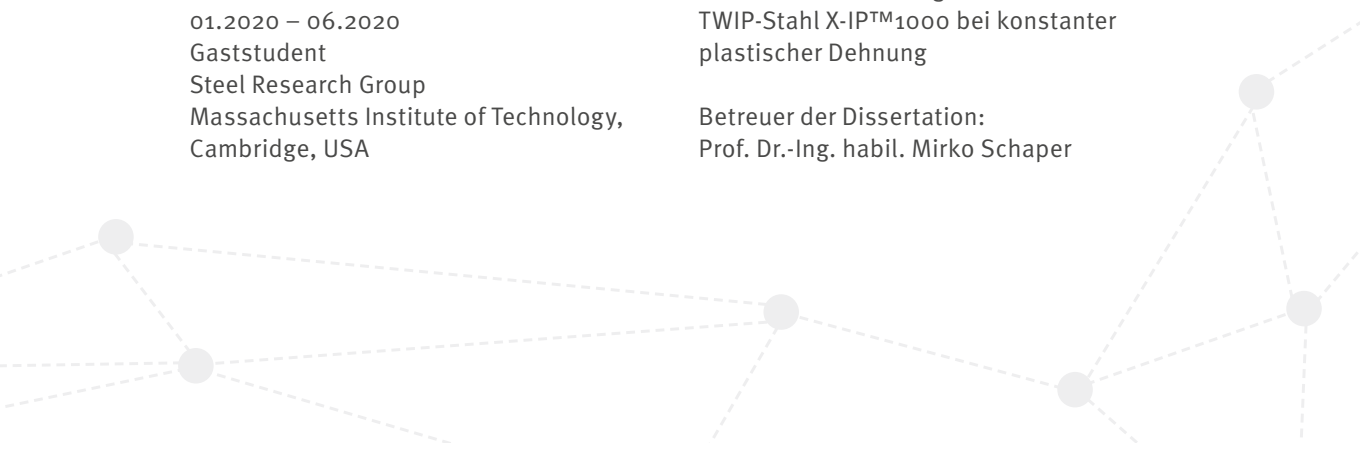 01.2020 – 06.2020
Gaststudent
Steel Research Group
Massachusetts Institute of Technology,
Cambridge, USA
TWIP-Stahl X-IP™1000 bei konstanter
plastischer Dehnung
Betreuer der Dissertation:
Prof. Dr.-Ing. habil. Mirko Schaper